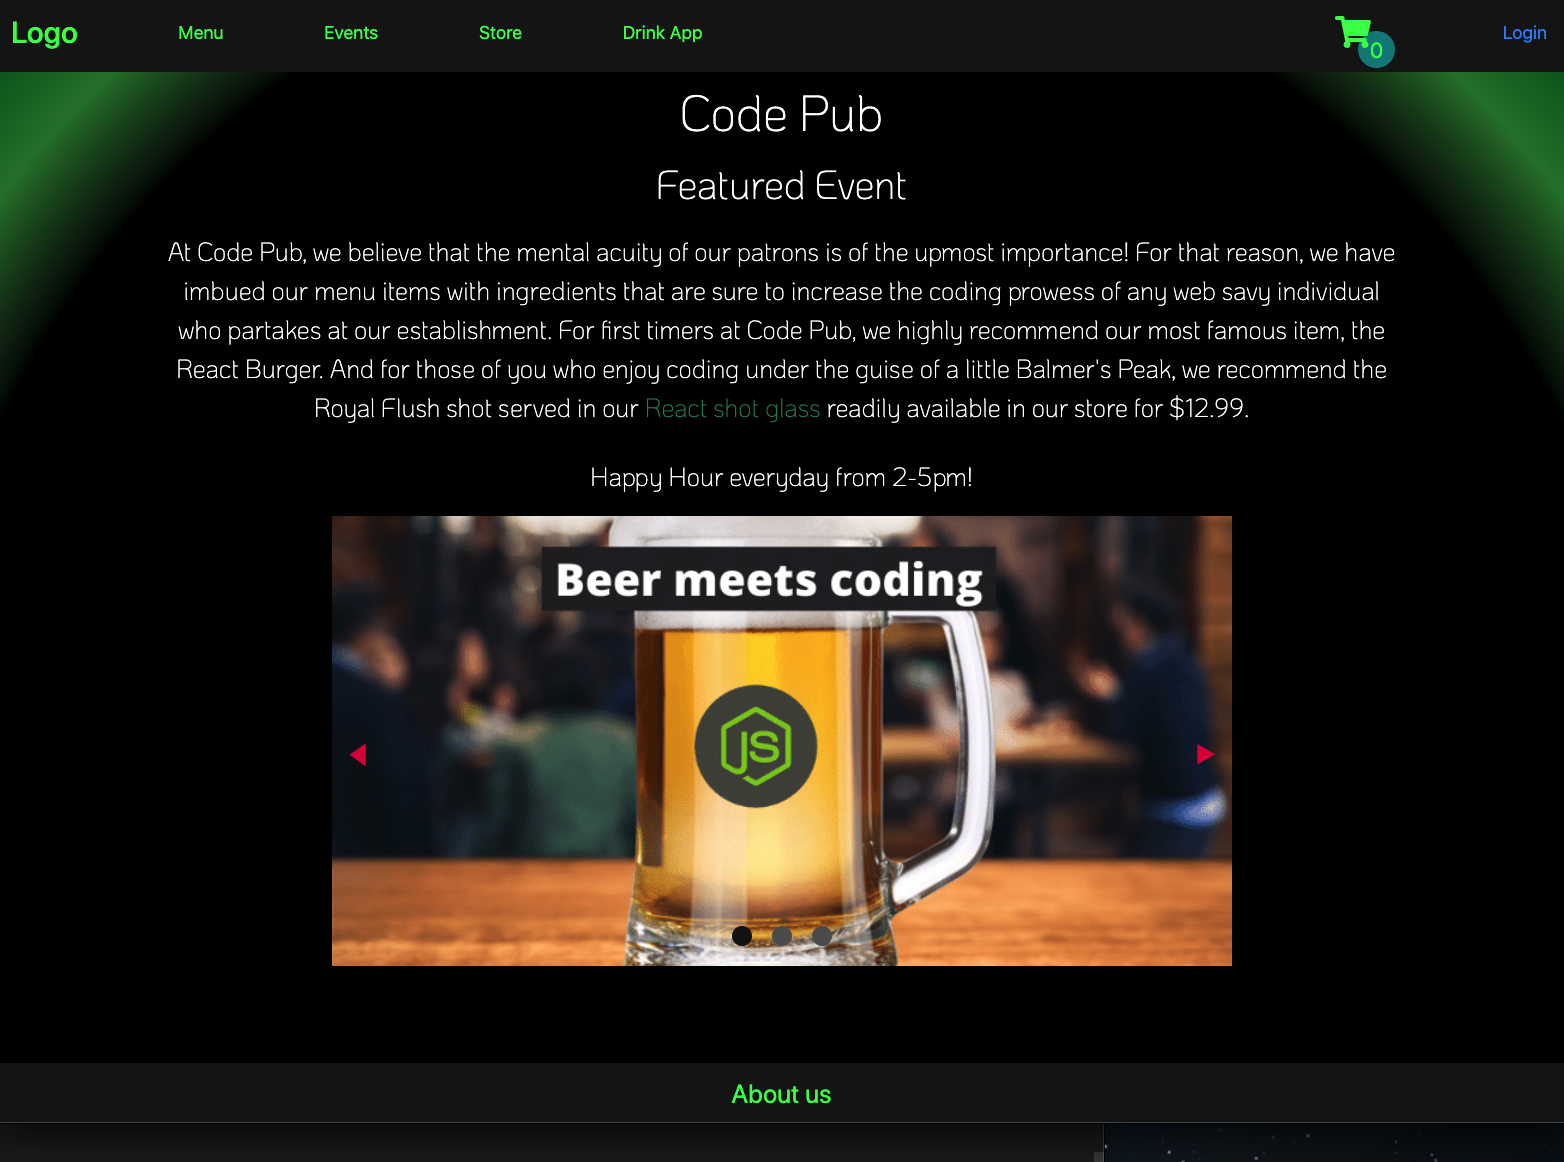 Logo Menu Events Store Drink App 0 Login
Code Pub
Featured Event
At Code Pub, we believe that the mental acuity of our patrons is of the upmost importance! For that reason, we have
imbued our menu items with ingredients that are sure to increase the coding prowess of any web savy individual
who partakes at our establishment. For first timers at Code Pub, we highly recommend our most famous item, the
React Burger. And for those of you who enjoy coding under the guise of a little Balmer's Peak, we recommend the
Royal Flush shot served in our React shot glass readily available in our store for $12.99.
Happy Hour everyday from 2-5pm!
Beer meets coding
JS
About us